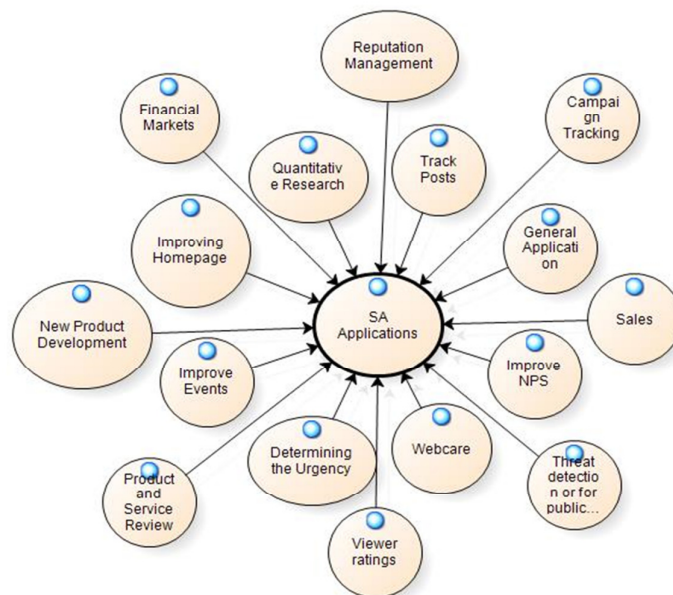 Reputation
Management
Financial
Markets
Campai
gn
Tracking
Quantitativ
e Research
Track
Posts
Improving
Homepage
General
Applicati
on
New Product
Development
SA
Applications
Sales
Improve
Events
Improve
NPS
Determining
the Urgency
Webcare
Product
and
Service
Review
Threat
detectio
n or for
public...
Viewer
ratings